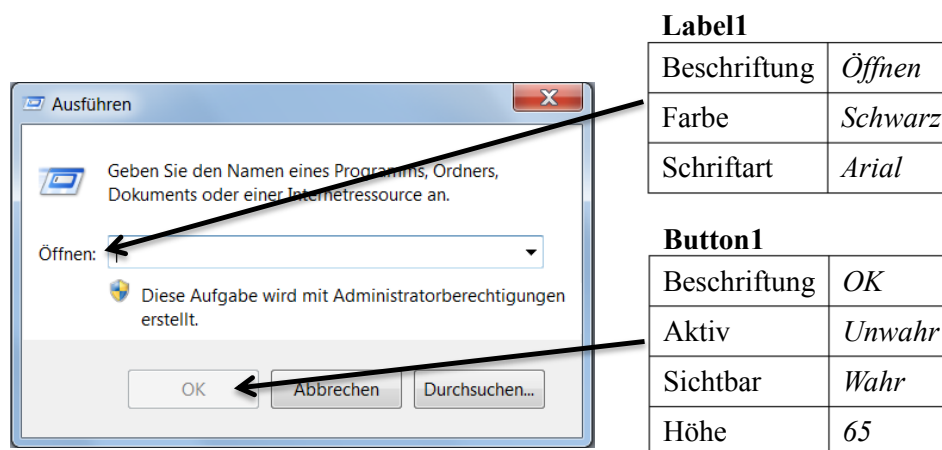 Ausführen
Geben Sie den Namen eines Programms, Ordners,
Dokuments oder einer Internetressource an.
Öffnen:
Diese Aufgabe wird mit Administratorberechtigungen
erstellt.
OK Abbrechen Durchsuchen...
Label1
Beschriftung Öffnen
Farbe Schwarz
Schriftart Arial
Button1
Beschriftung OK
Aktiv Unwahr
Sichtbar Wahr
Höhe 65